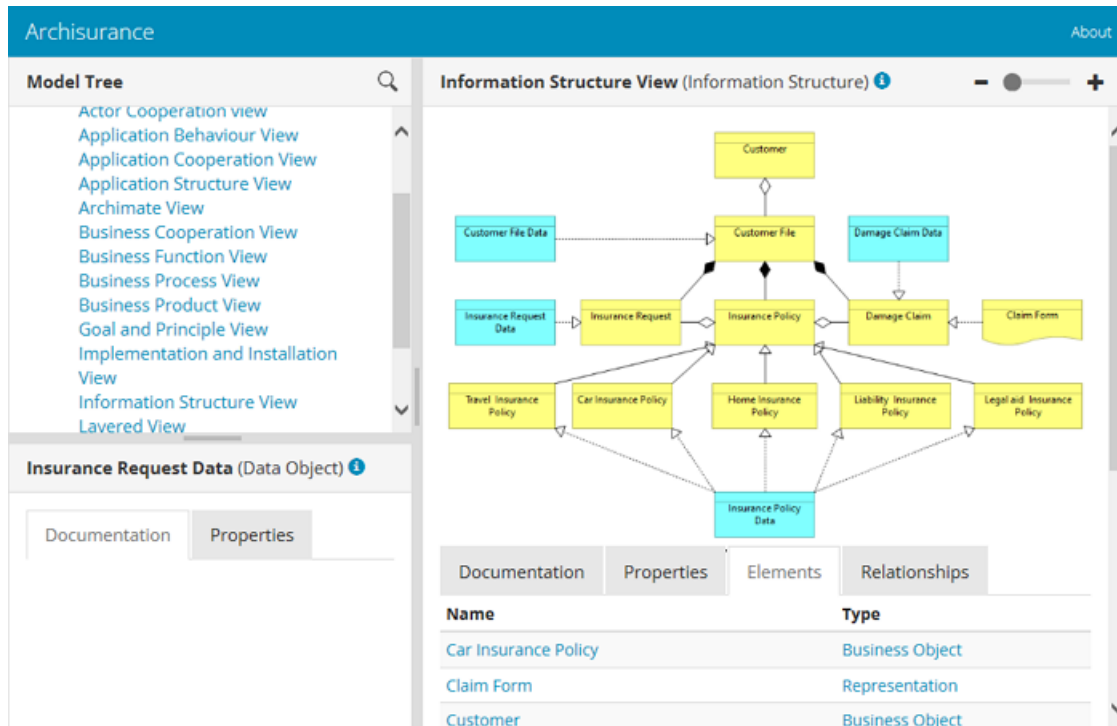 Archisurance
About
Model Tree
Actor Cooperation view
Application Behaviour View
Application Cooperation View
Application Structure View
Archimate View
Business Cooperation View
Business Function View
Business Process View
Business Product View
Goal and Principle View
Implementation and Installation
View
Information Structure View
Layered View
Insurance Request Data (Data Object)
Documentation
Properties
Information Structure View (Information Structure)
Customer
Customer File Data
Customer File
Damage Claim Data
Insurance Request
Data
Insurance Request
Insurance Policy
Damage Claim
Claim Form
Travel Insurance
Policy
Car Insurance Policy
Home Insurance
Policy
Liability Insurance
Policy
Legal aid Insurance
Policy
Insurance Policy
Data
Documentation
Properties
Elements
Relationships
Name
Type
Car Insurance Policy
Business Object
Claim Form
Representation
Customer
Business Object